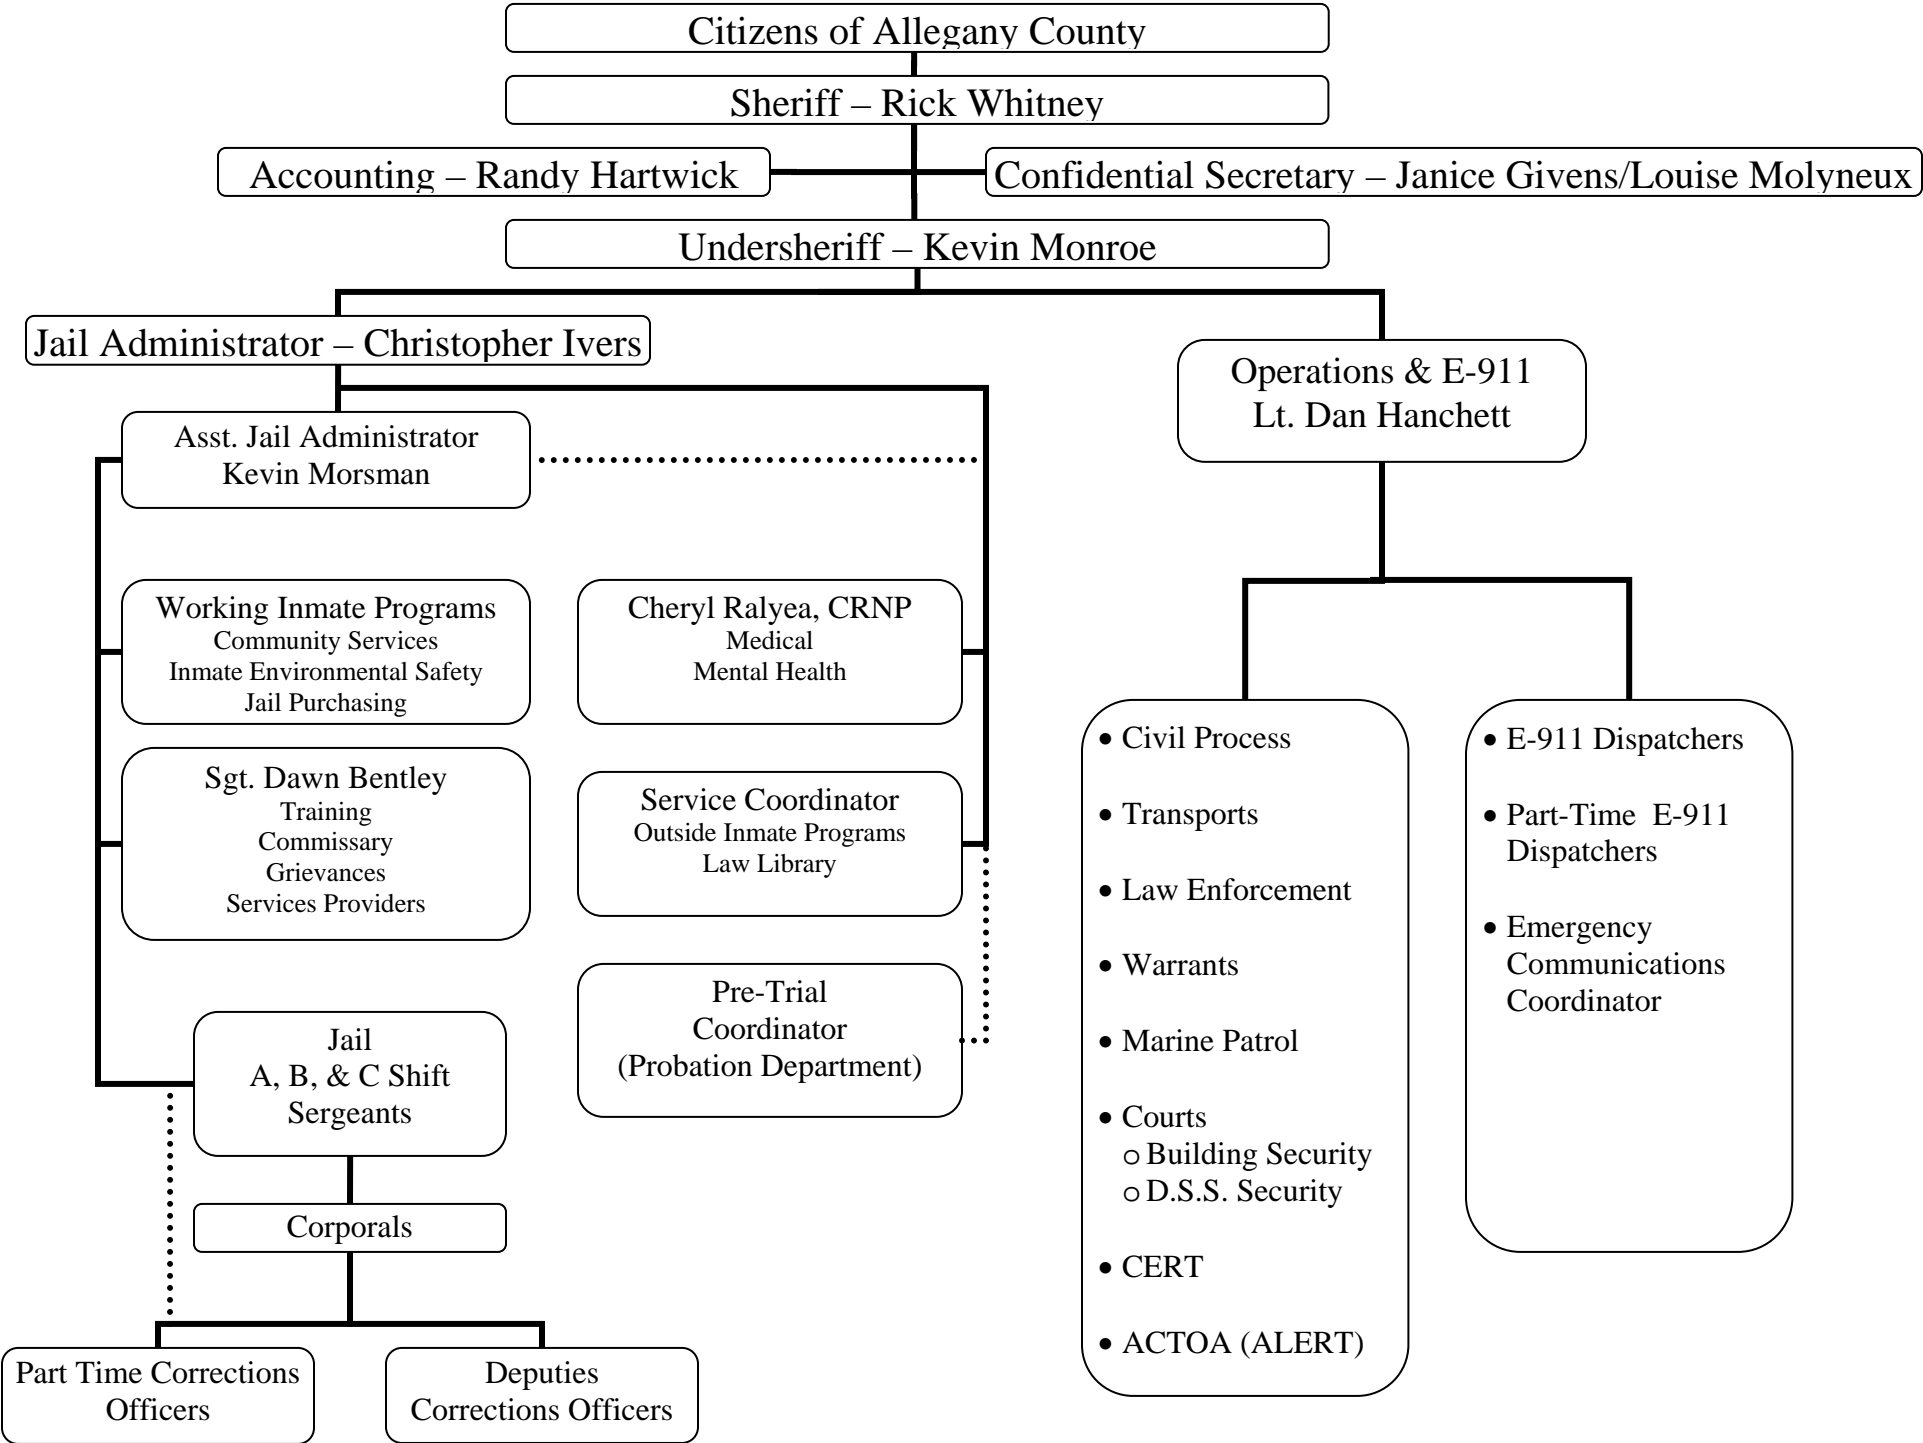 Citizens of Allegany County
Sheriff – Rick Whitney
Accounting – Randy Hartwick
Confidential Secretary – Janice Givens/Louise Molyneux
Undersheriff – Kevin Monroe
Jail Administrator – Christopher Ivers
Operations & E-911
Lt. Dan Hanchett
Asst. Jail Administrator
Kevin Morsman
Working Inmate Programs
Community Services
Inmate Environmental Safety
Jail Purchasing
Cheryl Ralyea, CRNP
Medical
Mental Health
Sgt. Dawn Bentley
Training
Commissary
Grievances
Services Providers
Service Coordinator
Outside Inmate Programs
Law Library
Pre-Trial
Coordinator
(Probation Department)
Jail
A, B, & C Shift
Sergeants
Corporals
Part Time Corrections
Officers
Deputies
Corrections Officers
• Civil Process
• Transports
• Law Enforcement
• Warrants
• Marine Patrol
• Courts
o Building Security
o D.S.S. Security
• CERT
• ACTOA (ALERT)
• E-911 Dispatchers
• Part-Time E-911
Dispatchers
• Emergency
Communications
Coordinator